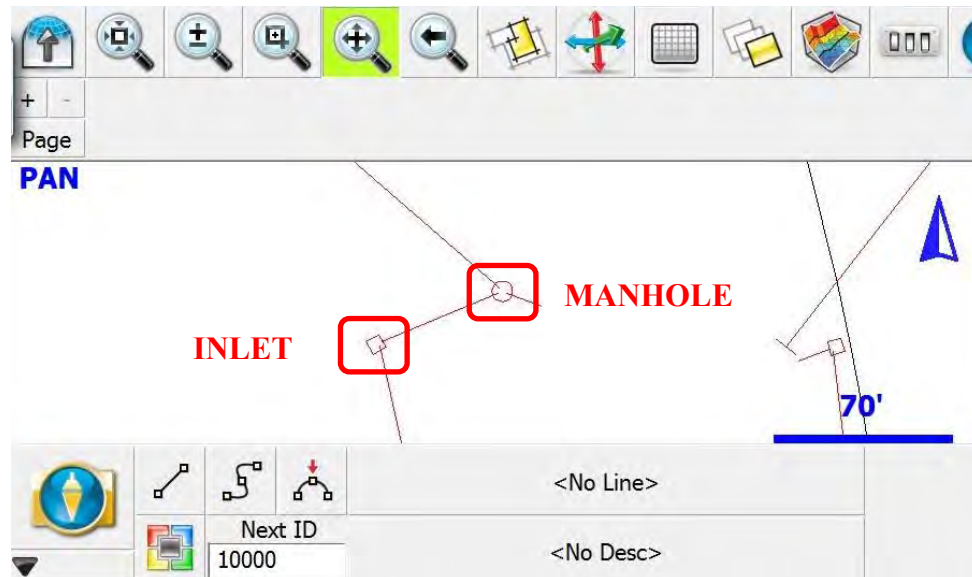 + -
Page
PAN
MANHOLE
INLET
70'
<No Line>
Next ID
10000
<No Desc>